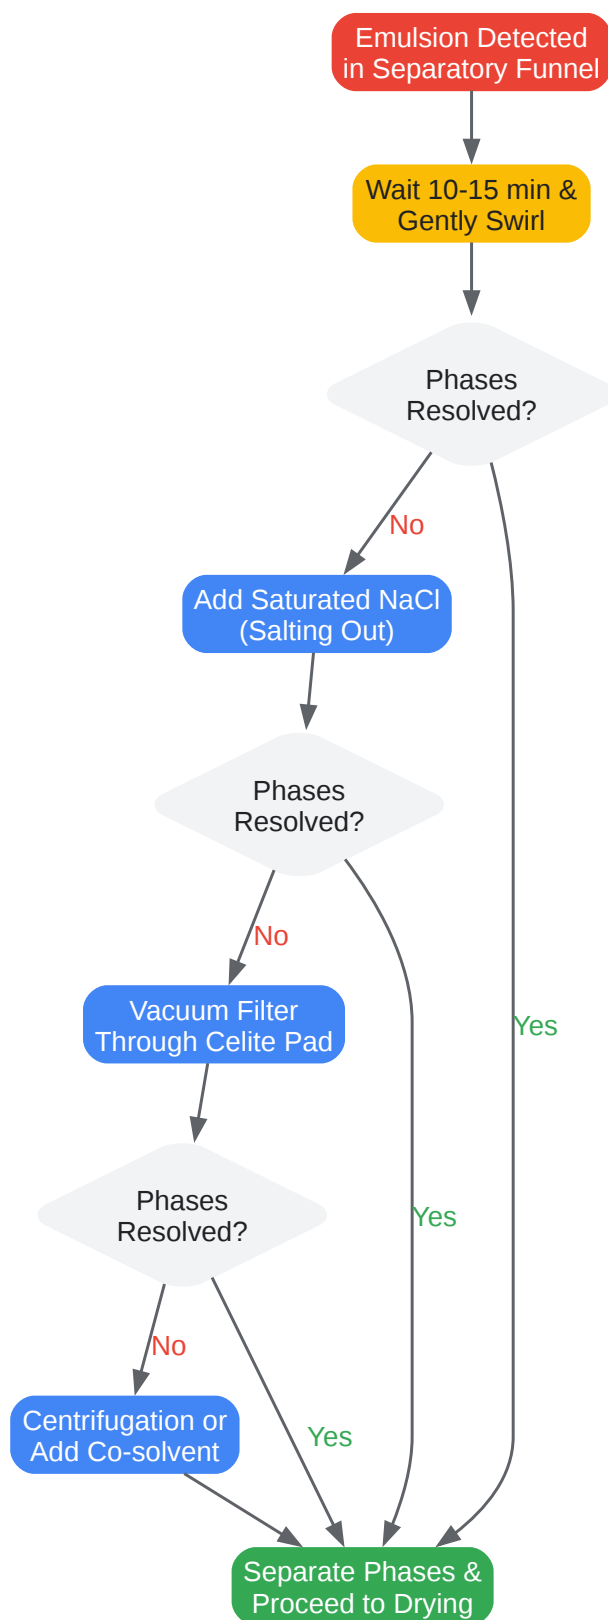 Emulsion Detected
in Separatory Funnel
Wait 10-15 min &
Gently Swirl
Phases
Resolved?
No
Add Saturated NaCl
(Salting Out)
Phases
Resolved?
No
Vacuum Filter
Through Celite Pad
Yes
Phases
Resolved?
Yes
No
Centrifugation or
Add Co-solvent
Yes
Separate Phases &
Proceed to Drying